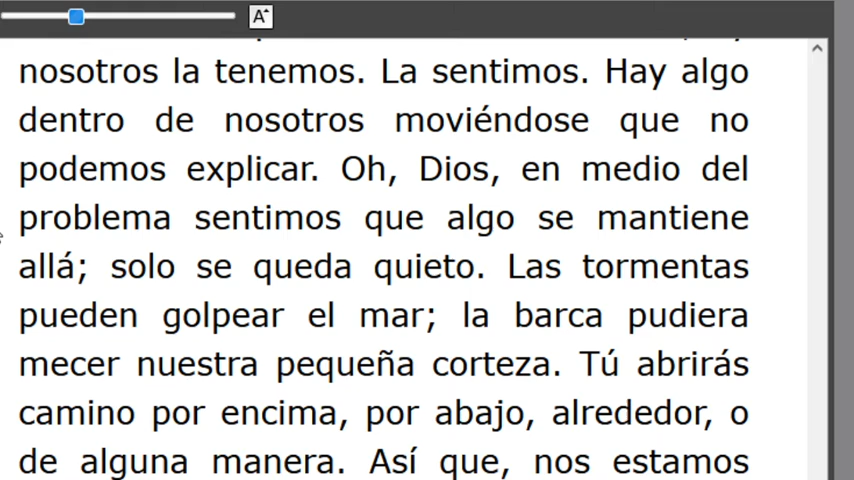 A
nosotros la tenemos. La sentimos. Hay algo
dentro de nosotros moviéndose que no
podemos explicar. Oh, Dios, en medio del
problema sentimos que algo se mantiene
allá; solo se queda quieto. Las tormentas
pueden golpear el mar; la barca pudiera
mecer nuestra pequeña corteza. Tú abrirás
camino por encima, por abajo, alrededor, o
de alguna manera. Así que, nos estamos